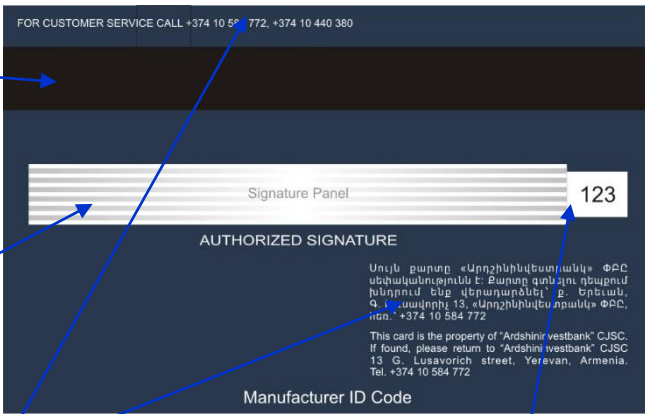 FOR CUSTOMER SERVICE CALL +374 10 584 772, +374 10 440 380
Signature Panel
123
AUTHORIZED SIGNATURE
Սույն քարտը «Արդշինինվեստբանկ» ՓԲԸ
սեփականությունն է: Քարտը գտնելու դեպքում
խնդրում ենք վերադարձնել՝ ք. Երեւան,
Գ. Լուսավորիչ 13, «Արդշինինվեստբանկ» ՓԲԸ,
հեռ.՝ +374 10 584 772
This card is the property of "Ardshininvestbank" CJSC.
If found, please return to "Ardshininvestbank" CJSC
13 G. Lusavorich street, Yerevan, Armenia.
Tel. +374 10 584 772
Manufacturer ID Code